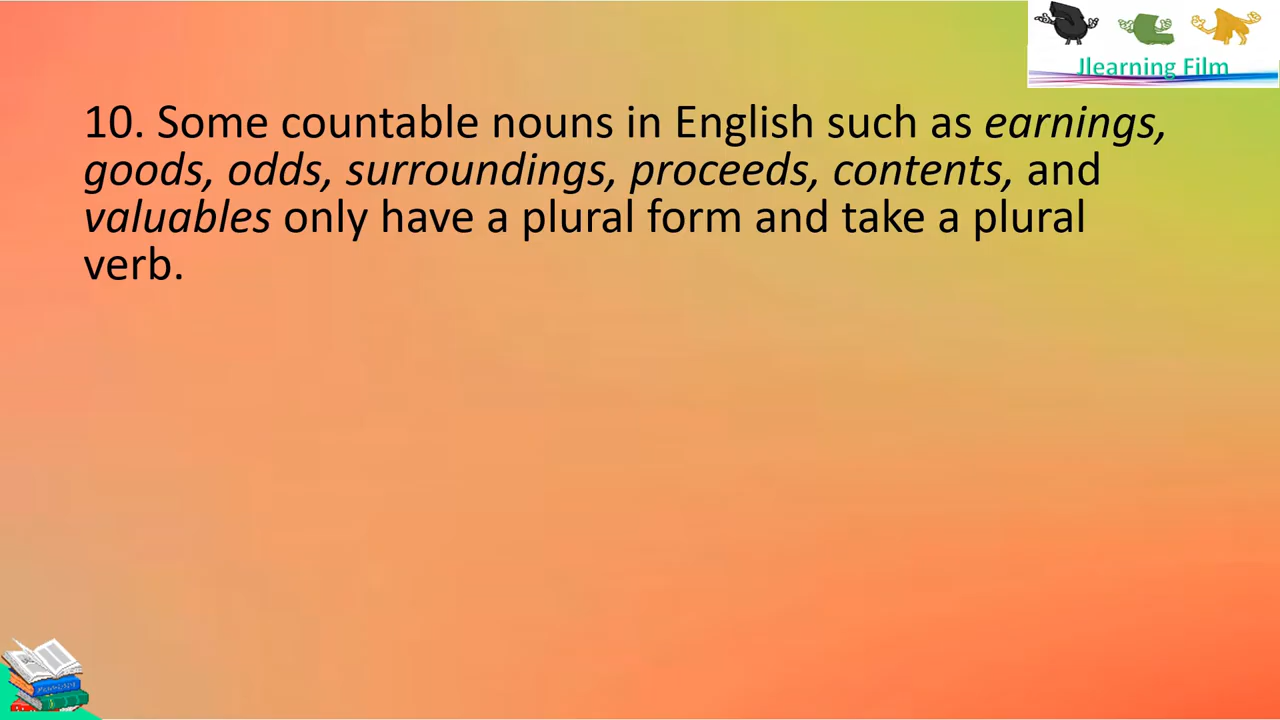 Jlearning Film
10. Some countable nouns in English such as earnings,
goods, odds, surroundings, proceeds, contents, and
valuables only have a plural form and take a plural
verb.